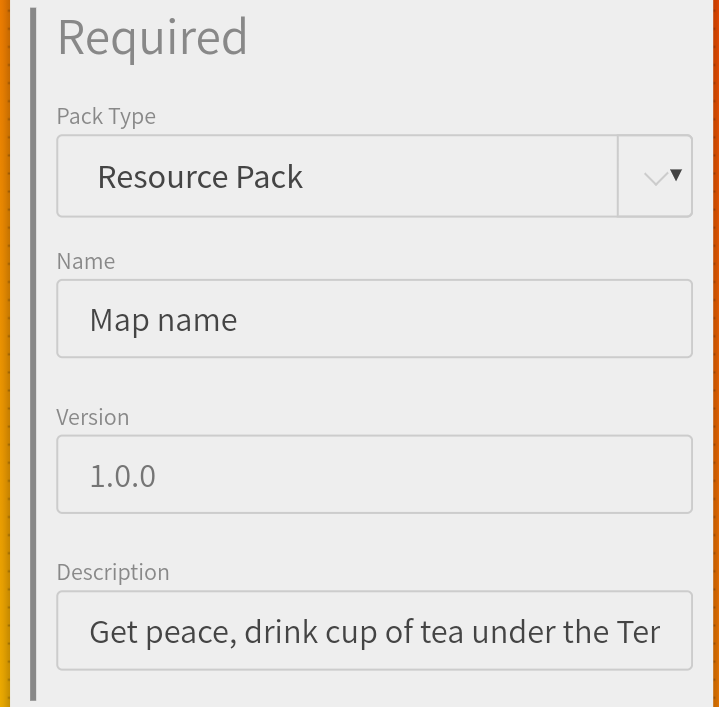 Required
Pack Type
Resource Pack
Name
Map name
Version
1.0.0
Description
Get peace, drink cup of tea under the Ter